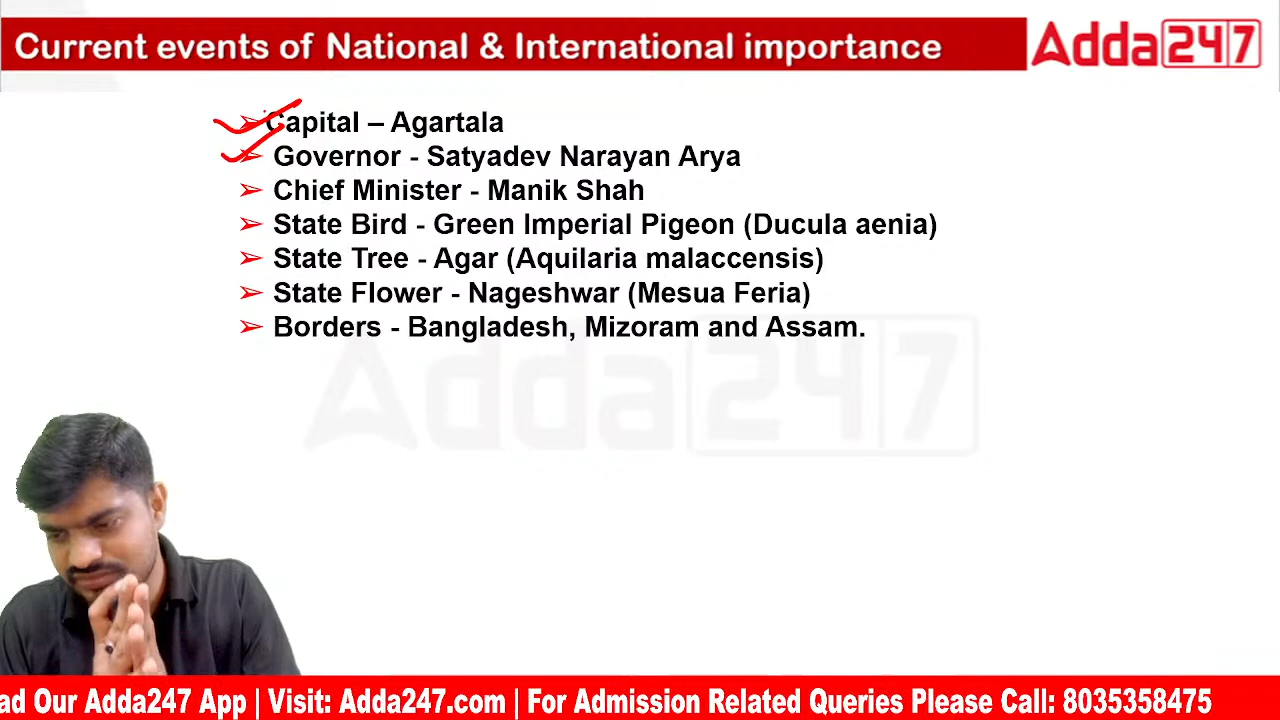 Current events of National & International importance
Adda247
Capital – Agartala
Governor - Satyadev Narayan Arya
Chief Minister - Manik Shah
State Bird - Green Imperial Pigeon (Ducula aenia)
State Tree - Agar (Aquilaria malaccensis)
State Flower - Nageshwar (Mesua Feria)
Borders - Bangladesh, Mizoram and Assam.
Adda247
ad Our Adda247 App | Visit: Adda247.com | For Admission Related Queries Please Call: 8035358475